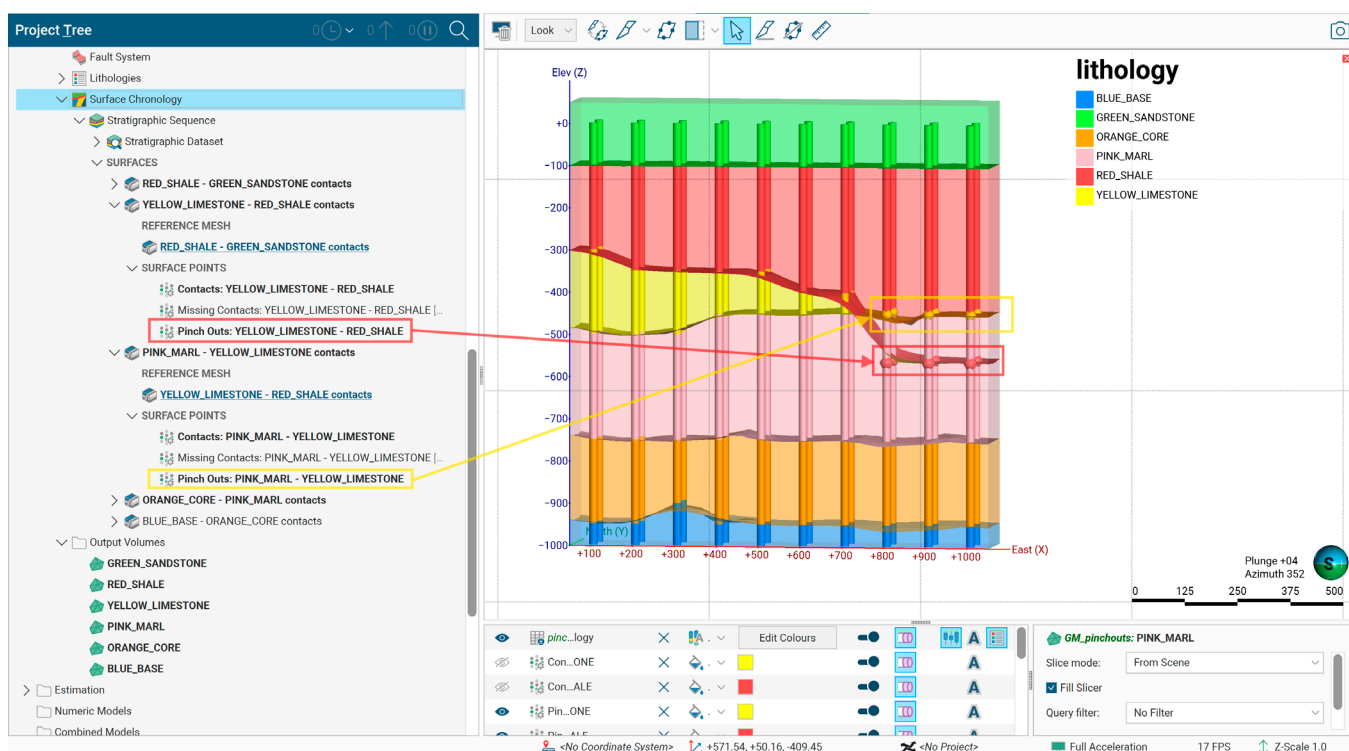 Project Tree
0
0
0
Look
Fault System
Lithologies
Surface Chronology
Stratigraphic Sequence
Stratigraphic Dataset
SURFACES
RED_SHALE - GREEN_SANDSTONE contacts
YELLOW_LIMESTONE - RED_SHALE contacts
REFERENCE MESH
RED_SHALE - GREEN_SANDSTONE contacts
SURFACE POINTS
Contacts: YELLOW_LIMESTONE - RED_SHALE
Missing Contacts: YELLOW_LIMESTONE - RED_SHALE [...
Pinch Outs: YELLOW_LIMESTONE - RED_SHALE
PINK_MARL - YELLOW_LIMESTONE contacts
REFERENCE MESH
YELLOW_LIMESTONE - RED_SHALE contacts
SURFACE POINTS
Contacts: PINK_MARL - YELLOW_LIMESTONE
Missing Contacts: PINK_MARL - YELLOW_LIMESTONE [...
Pinch Outs: PINK_MARL - YELLOW_LIMESTONE
ORANGE_CORE - PINK_MARL contacts
BLUE_BASE - ORANGE_CORE contacts
Output Volumes
GREEN_SANDSTONE
RED_SHALE
YELLOW_LIMESTONE
PINK_MARL
ORANGE_CORE
BLUE_BASE
Estimation
Numeric Models
Combined Models
Elev (Z)
+0
-100
-200
-300
-400
-500
-600
-700
-800
-900
-1000
North (Y)
+100 +200 +300 +400 +500 +600 +700 +800 +900 +1000
East (X)
lithology
BLUE_BASE
GREEN_SANDSTONE
ORANGE_CORE
PINK_MARL
RED_SHALE
YELLOW_LIMESTONE
Plunge +04
Azimuth 352
S
0 125 250 375 500
pinc...logy
Edit Colours
A
Con...ONE
A
Con...ALE
A
Pin...ONE
A
Pin...ALE
GM_pinchouts: PINK_MARL
Slice mode: From Scene
Fill Slicer
Query filter: No Filter
<No Coordinate System> +571.54, +50.16, -409.45 <No Project> Full Acceleration 17 FPS Z-Scale 1.0